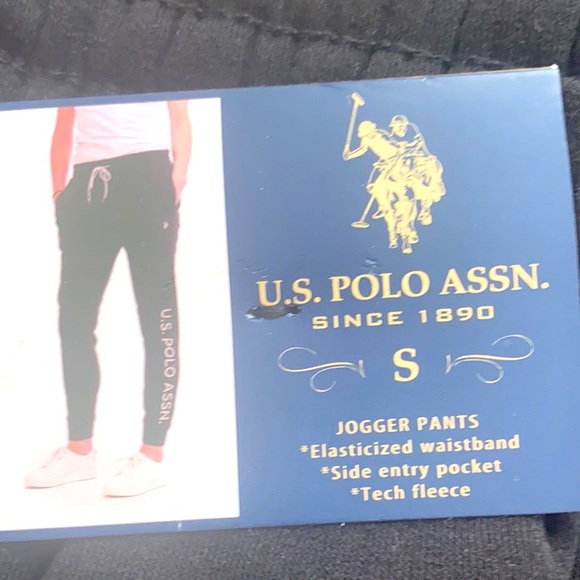 U.S. POLO ASSN.
U.S. POLO ASSN.
SINCE 1890
S
JOGGER PANTS
*Elasticized waistband
*Side entry pocket
*Tech fleece